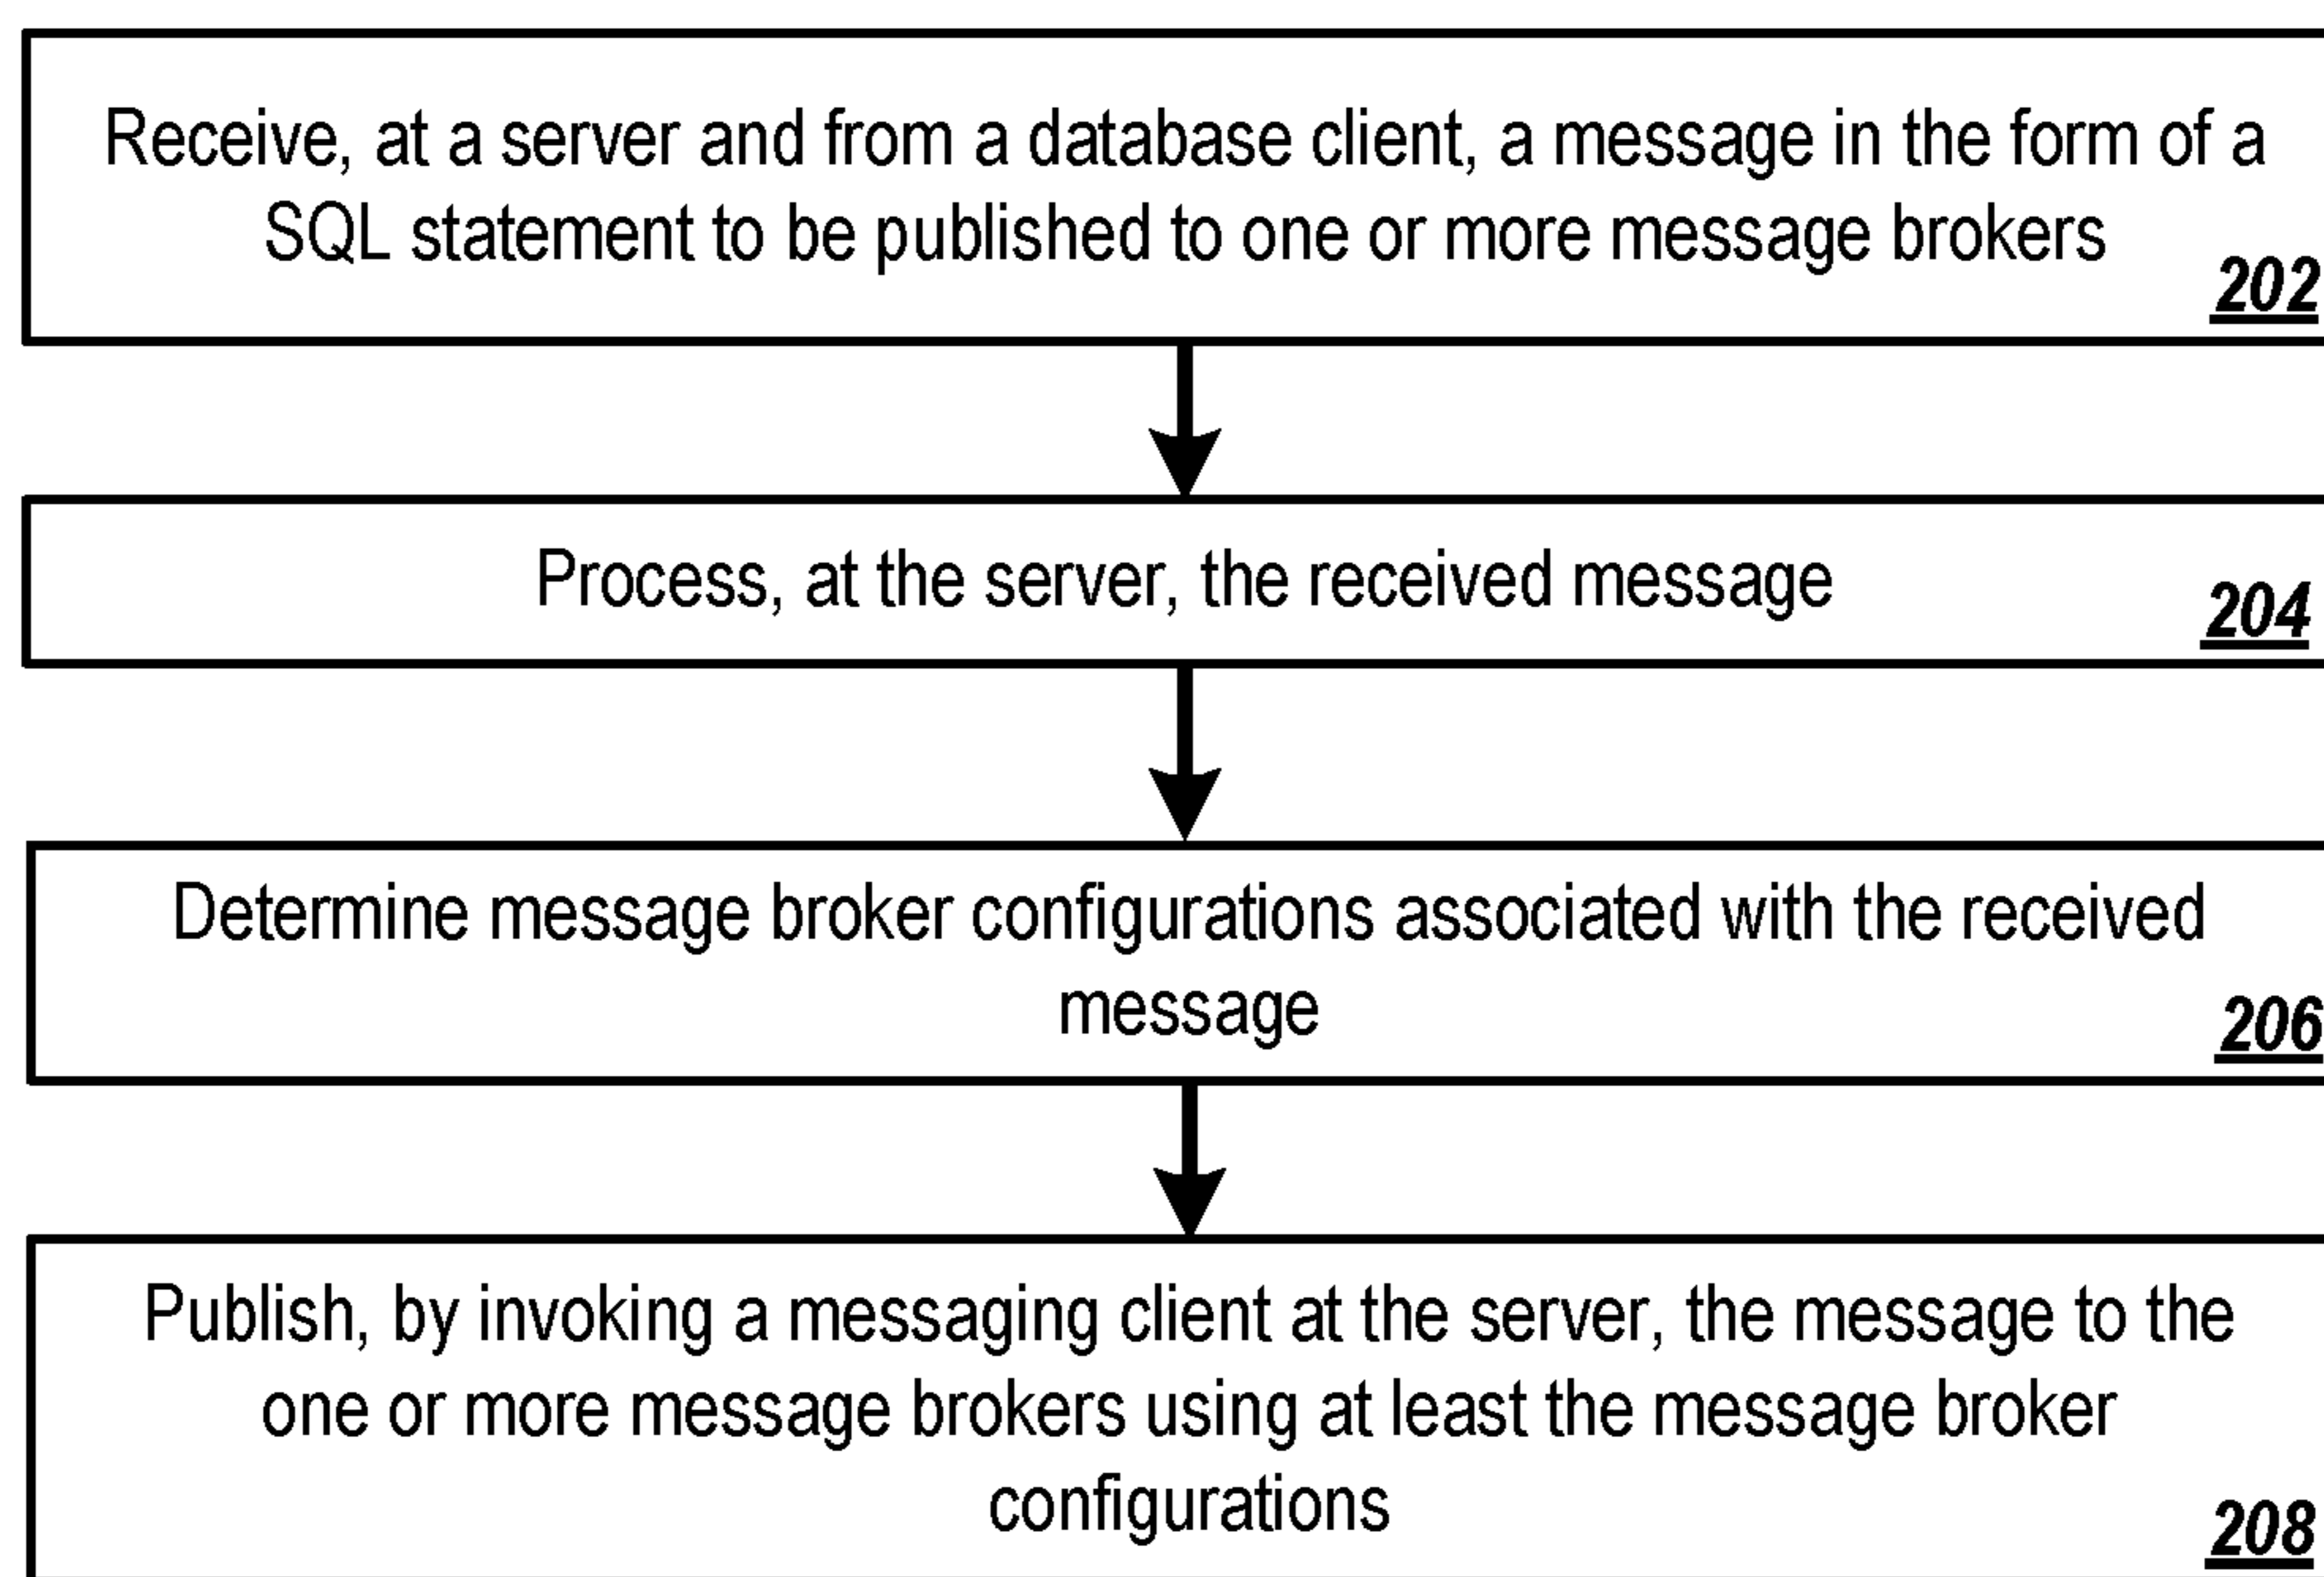 Receive, at a server and from a database client, a message in the form of a
SQL statement to be published to one or more message brokers
202
Process, at the server, the received message
204
Determine message broker configurations associated with the received
message
206
Publish, by invoking a messaging client at the server, the message to the
one or more message brokers using at least the message broker
configurations
208